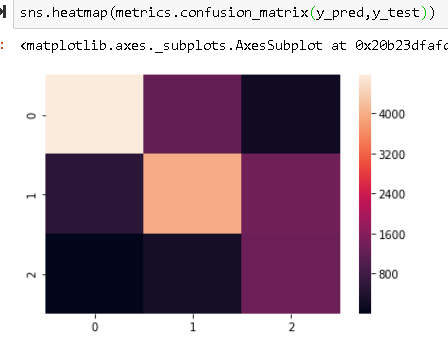 sns.heatmap(metrics.confusion_matrix(y_pred,y_test))
<matplotlib.axes._subplots.AxesSubplot at
0
1
2
0 1 2
4000
3200
2400
1600
800